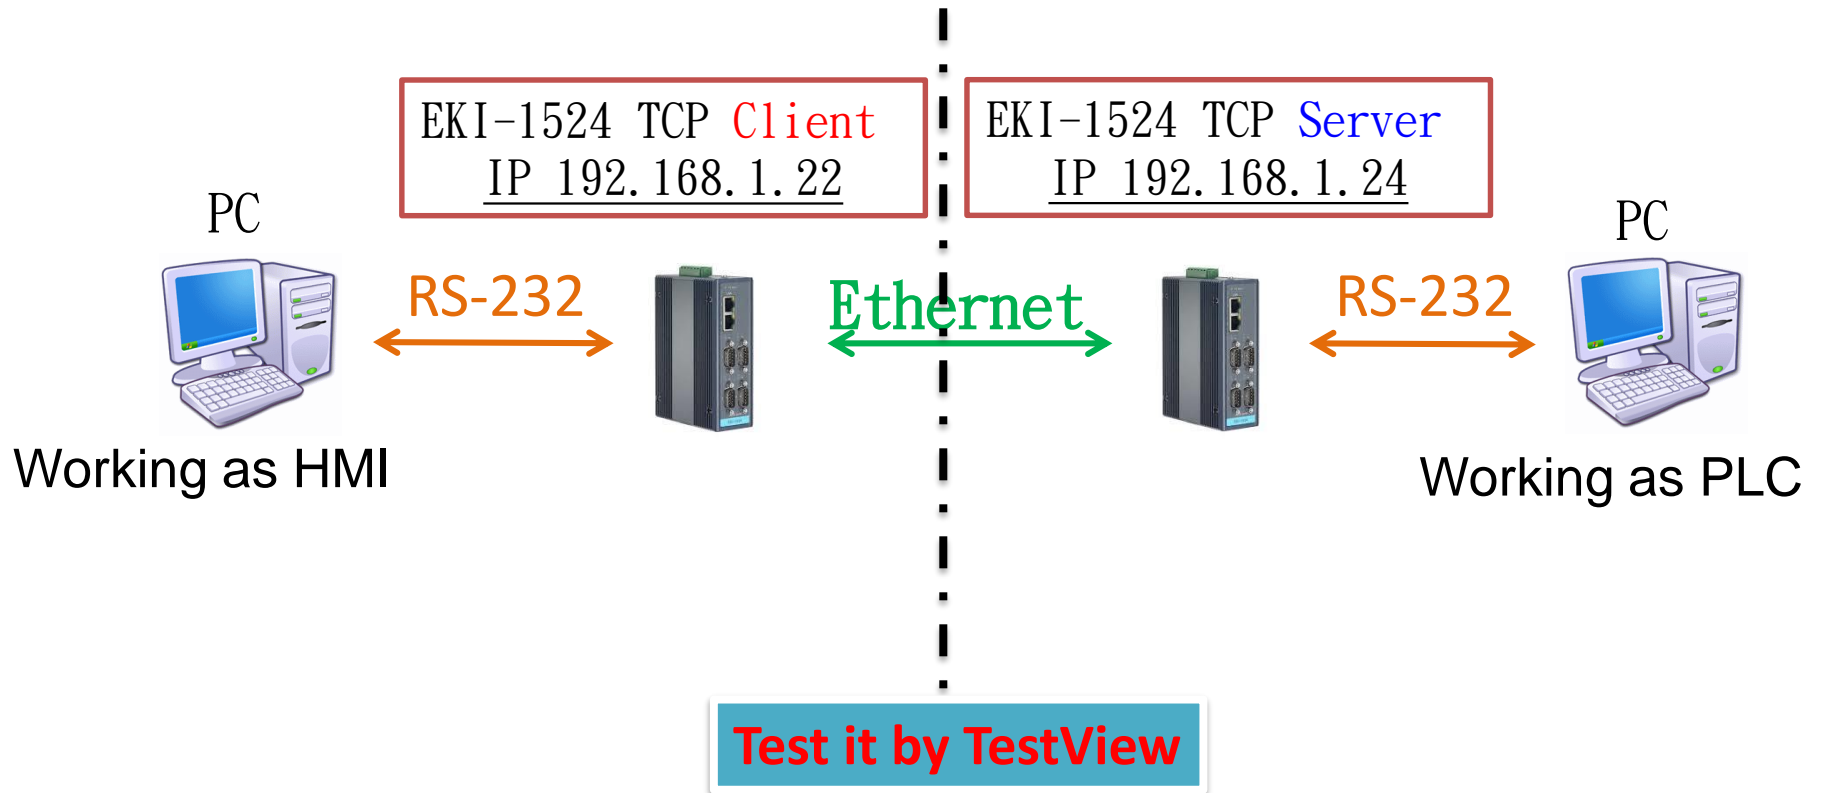 EKI-1524 TCP Client
IP 192.168.1.22
EKI-1524 TCP Server
IP 192.168.1.24
PC
PC
RS-232
Ethernet
RS-232
Working as HMI
Working as PLC
Test it by TestView